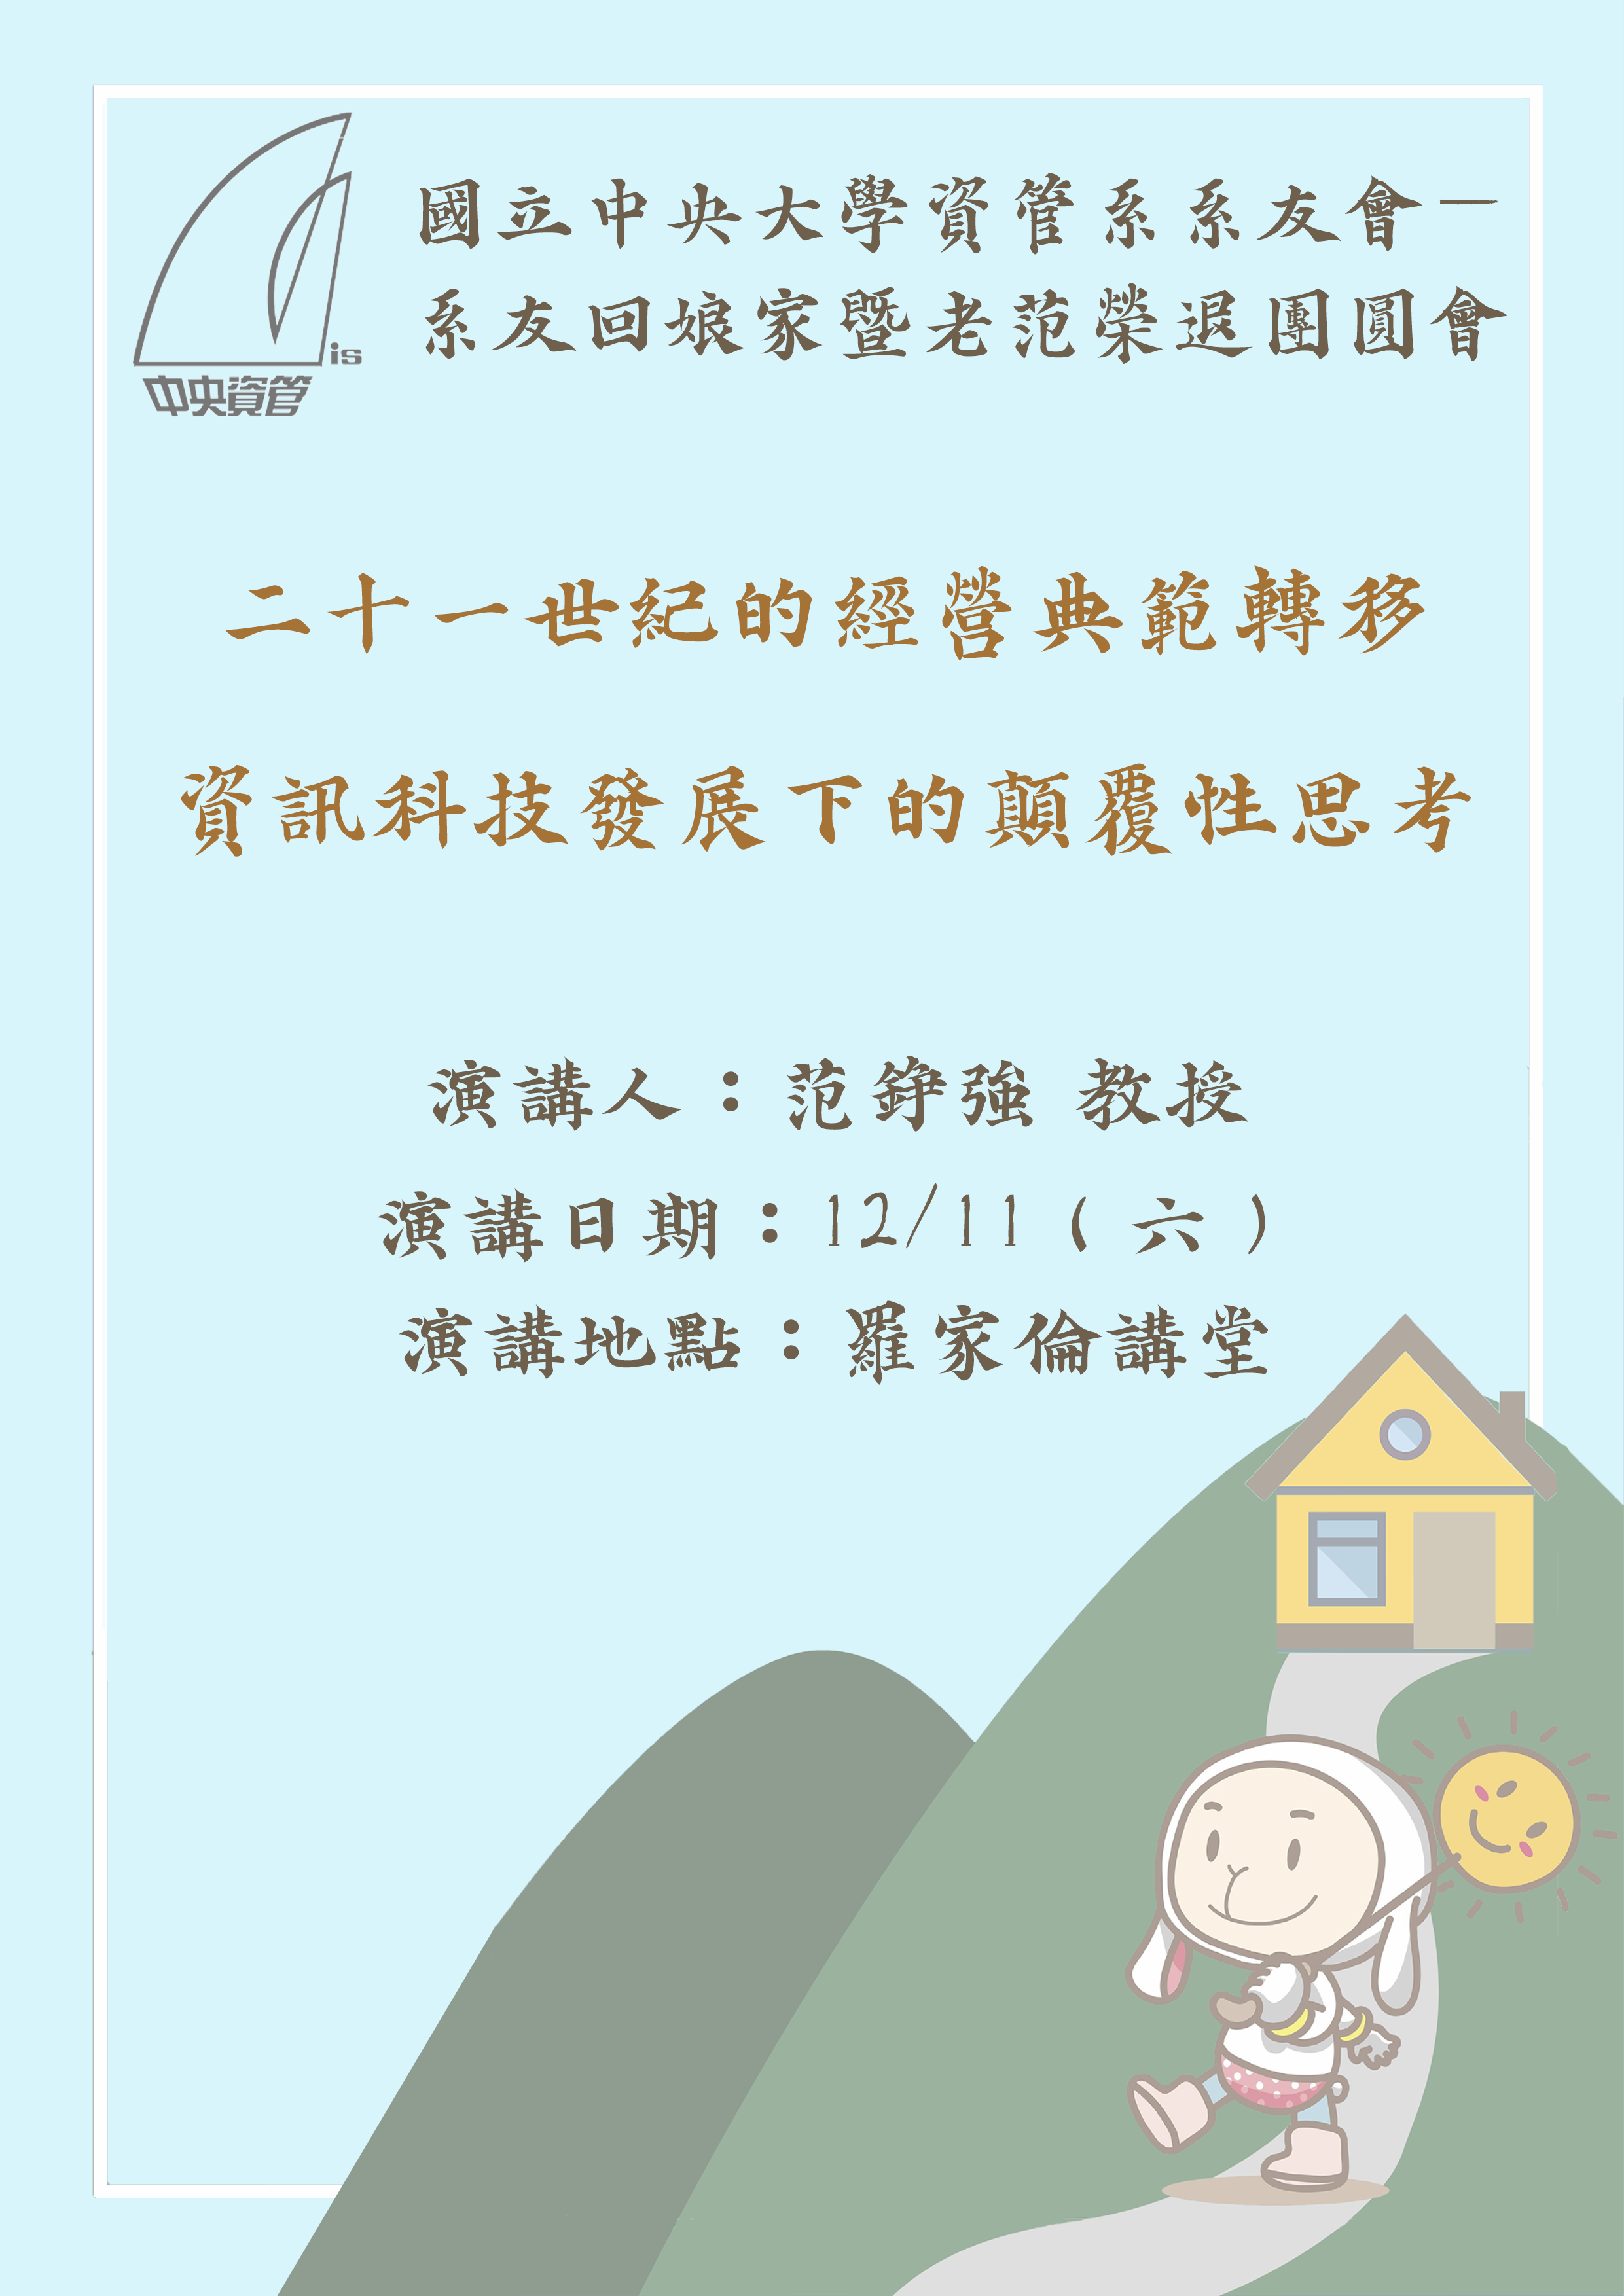 國立中央大學資管系系友會—
系友回娘家暨老范榮退團圓會
is
中央資管
二十一世紀的經營典範轉移
資訊科技發展下的顛覆性思考
演講人：范錚強 教授
演講日期：12/11（六）
演講地點：羅家倫講堂